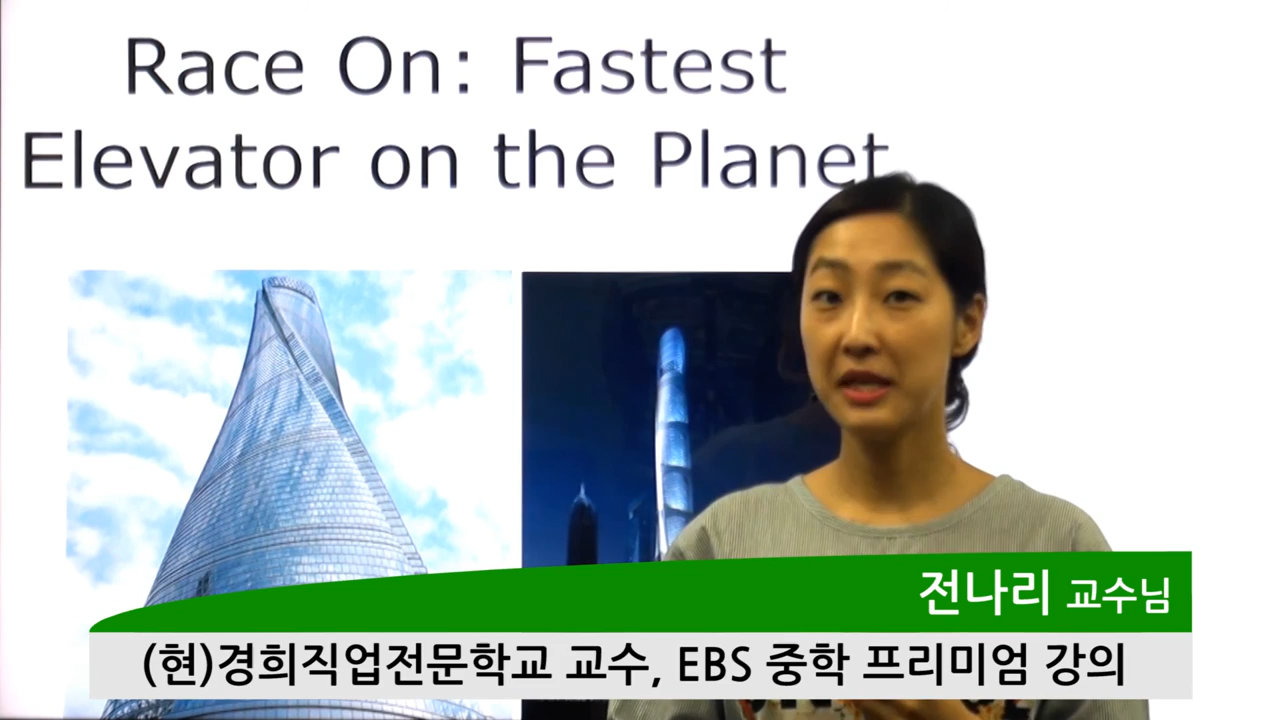 Race On: Fastest
Elevator on the Planet
전나리 교수님
(현)경희직업전문학교 교수, EBS 중학 프리미엄 강의